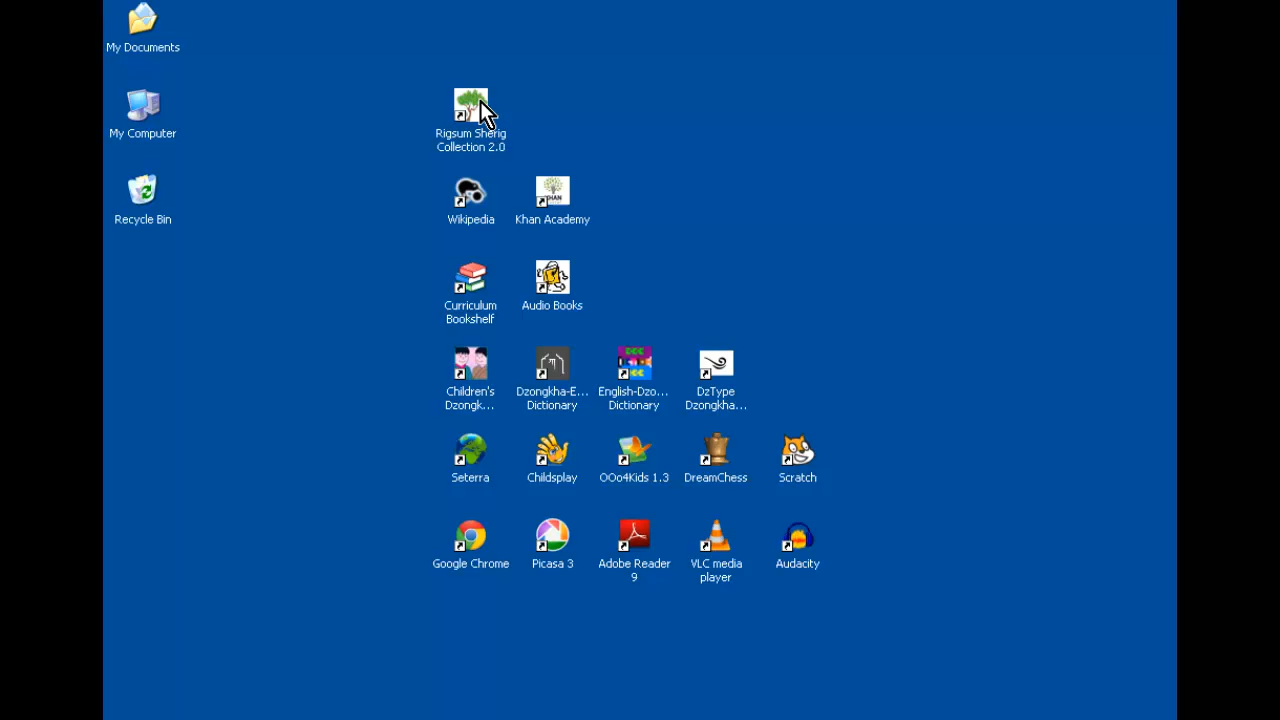 My Documents
My Computer
Recycle Bin
Rigsum Sherig
Collection 2.0
Wikipedia
KHAN
Khan Academy
Curriculum
Bookshelf
Audio Books
Children's
Dzongk...
Dzongkha-E...
Dictionary
English-Dzo...
Dictionary
DzType
Dzongkha...
Seterra
Childsplay
OOo4Kids 1.3
DreamChess
Scratch
Google Chrome
Picasa 3
Adobe Reader
9
VLC media
player
Audacity